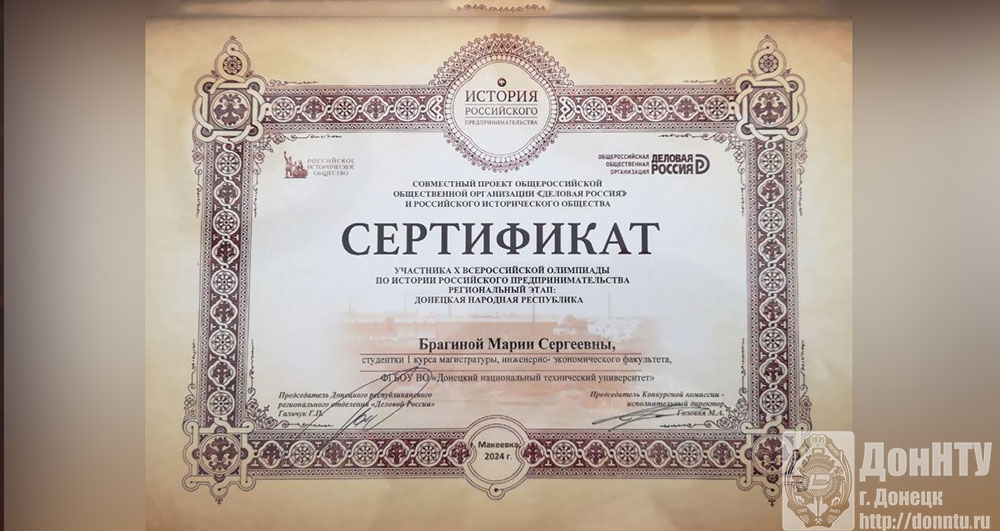 ИСТОРИЯ
РОССИЙСКОГО
ПРЕДПРИНИМАТЕЛЬСТВА
РОССИЙСКОЕ
ИСТОРИЧЕСКОЕ
ОБЩЕСТВО
ОБЩЕРОССИЙСКАЯ
ОБЩЕСТВЕННАЯ
ОРГАНИЗАЦИЯ
ДЕЛОВАЯ
РОССИЯ
СОВМЕСТНЫЙ ПРОЕКТ ОБЩЕРОССИЙСКОЙ
ОБЩЕСТВЕННОЙ ОРГАНИЗАЦИИ «ДЕЛОВАЯ РОССИЯ»
И РОССИЙСКОГО ИСТОРИЧЕСКОГО ОБЩЕСТВА
СЕРТИФИКАТ
УЧАСТНИКА X ВСЕРОССИЙСКОЙ ОЛИМПИАДЫ
ПО ИСТОРИИ РОССИЙСКОГО ПРЕДПРИНИМАТЕЛЬСТВА
РЕГИОНАЛЬНЫЙ ЭТАП:
ДОНЕЦКАЯ НАРОДНАЯ РЕСПУБЛИКА
Брагиной Марии Сергеевны,
студентки 1 курса магистратуры, инженерно- экономического факультета,
ФГБОУ ВО «Донецкий национальный технический университет»
Председатель Донецкого республиканского
регионального отделения «Деловой России»
Гальчук Г.П.
Председатель Конкурсной комиссии -
исполнительный директор
Головня М.А.
г. Макеевка
2024 г.
ДонНТУ
г. Донецк
http://donntu.ru